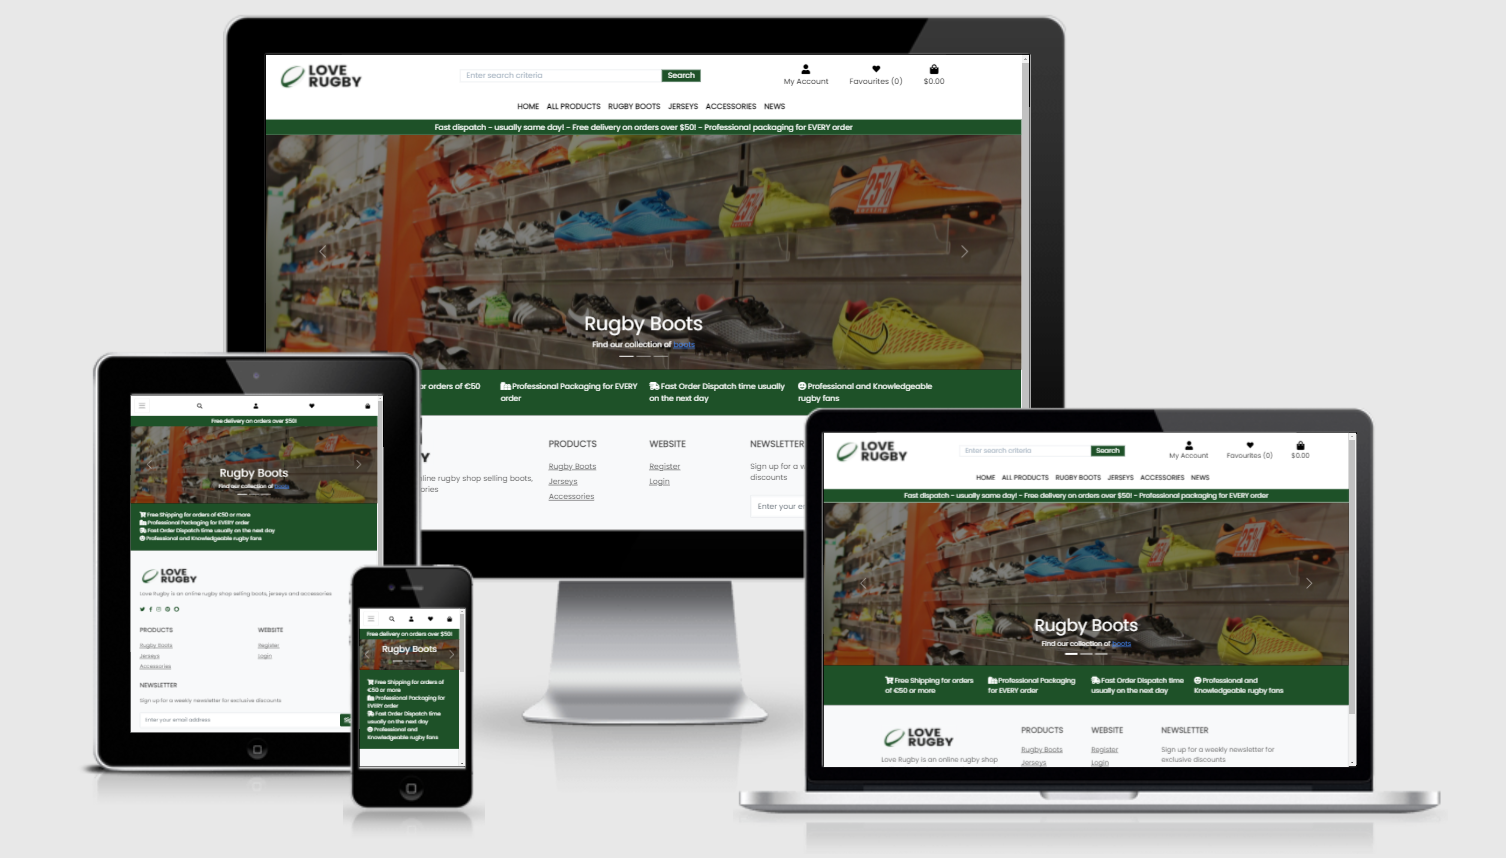 LOVE
RUGBY
Enter search criteria
Search
My Account
Favourites (0)
$0.00
HOME ALL PRODUCTS RUGBY BOOTS JERSEYS ACCESSORIES NEWS
Fast dispatch - usually same day! - Free delivery on orders over $50! - Professional packaging for EVERY order
25%
25%
Rugby Boots
Find our collection of boots
or orders of €50
Professional Packaging for EVERY
order
Fast Order Dispatch time usually
on the next day
Professional and Knowledgeable
rugby fans
Y
nline rugby shop selling boots,
ories
PRODUCTS
Rugby Boots
Jerseys
Accessories
WEBSITE
Register
Login
NEWSLETTER
Sign up for a w
discounts
Enter your e
Free delivery on orders over $50!
Rugby Boots
Find our collection of boots
Free Shipping for orders of €50 or more
Professional Packaging for EVERY order
Fast Order Dispatch time usually on the next day
Professional and Knowledgeable rugby fans
LOVE
RUGBY
Love Rugby is an online rugby shop selling boots, jerseys and accessories
PRODUCTS
Rugby Boots
Jerseys
Accessories
WEBSITE
Register
Login
NEWSLETTER
Sign up for a weekly newsletter for exclusive discounts
Enter your email address
Free delivery on orders over $50!
Rugby Boots
Free Shipping for orders of
€50 or more
Professional Packaging for
EVERY order
Fast Order Dispatch time
usually on the next day
Professional and
Knowledgeable rugby fans
LOVE
RUGBY
Enter search criteria
Search
My Account
Favourites (0)
$0.00
HOME ALL PRODUCTS RUGBY BOOTS JERSEYS ACCESSORIES NEWS
Fast dispatch - usually same day! - Free delivery on orders over $50! - Professional packaging for EVERY order
25%
Rugby Boots
Find our collection of boots
Free Shipping for orders
of €50 or more
Professional Packaging
for EVERY order
Fast Order Dispatch time
usually on the next day
Professional and
Knowledgeable rugby fans
LOVE
RUGBY
Love Rugby is an online rugby shop
PRODUCTS
Rugby Boots
Jerseys
WEBSITE
Register
Login
NEWSLETTER
Sign up for a weekly newsletter for
exclusive discounts